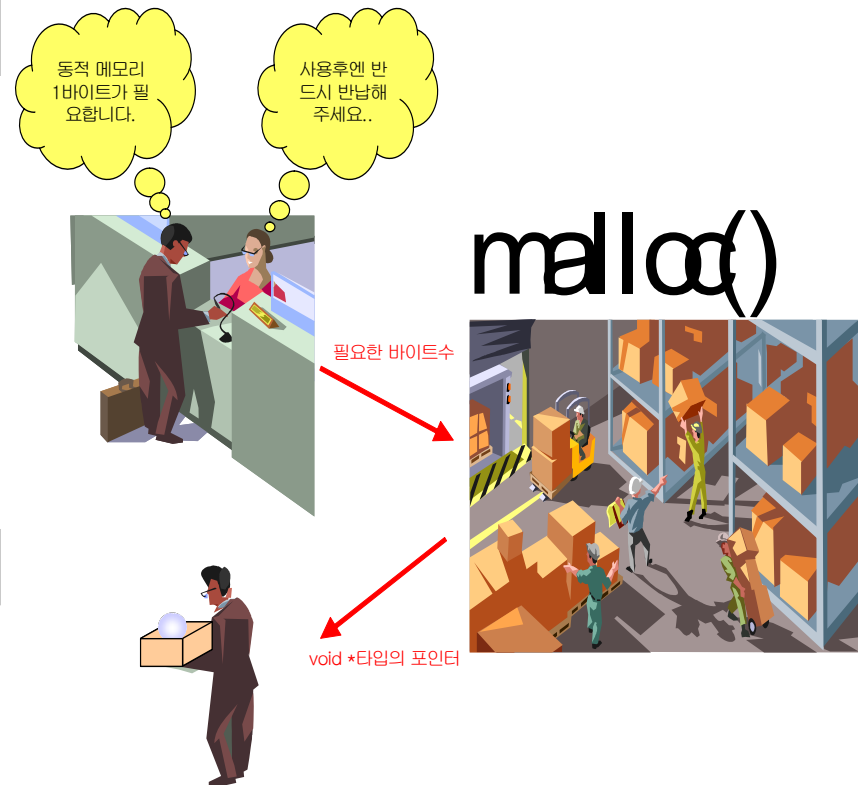 동적 메모리
1바이트가 필
요합니다.
사용후엔 반
드시 반납해
주세요..
malloc()
필요한 바이트수
void *타입의 포인터